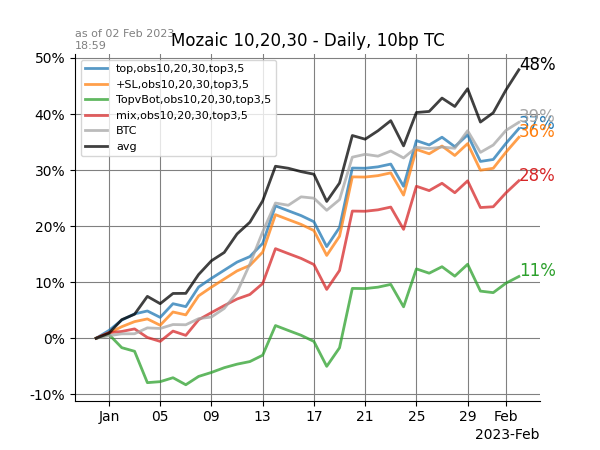 as of 02 Feb 2023
18:59
Mozaic 10,20,30 - Daily, 10bp TC
top,obs10,20,30,top3,5
+SL,obs10,20,30,top3,5
TopvBot,obs10,20,30,top3,5
mix,obs10,20,30,top3,5
BTC
avg
50%
40%
30%
20%
10%
0%
-10%
48%
39%
37%
36%
28%
11%
Jan
05
09
13
17
21
25
29
Feb
2023-Feb